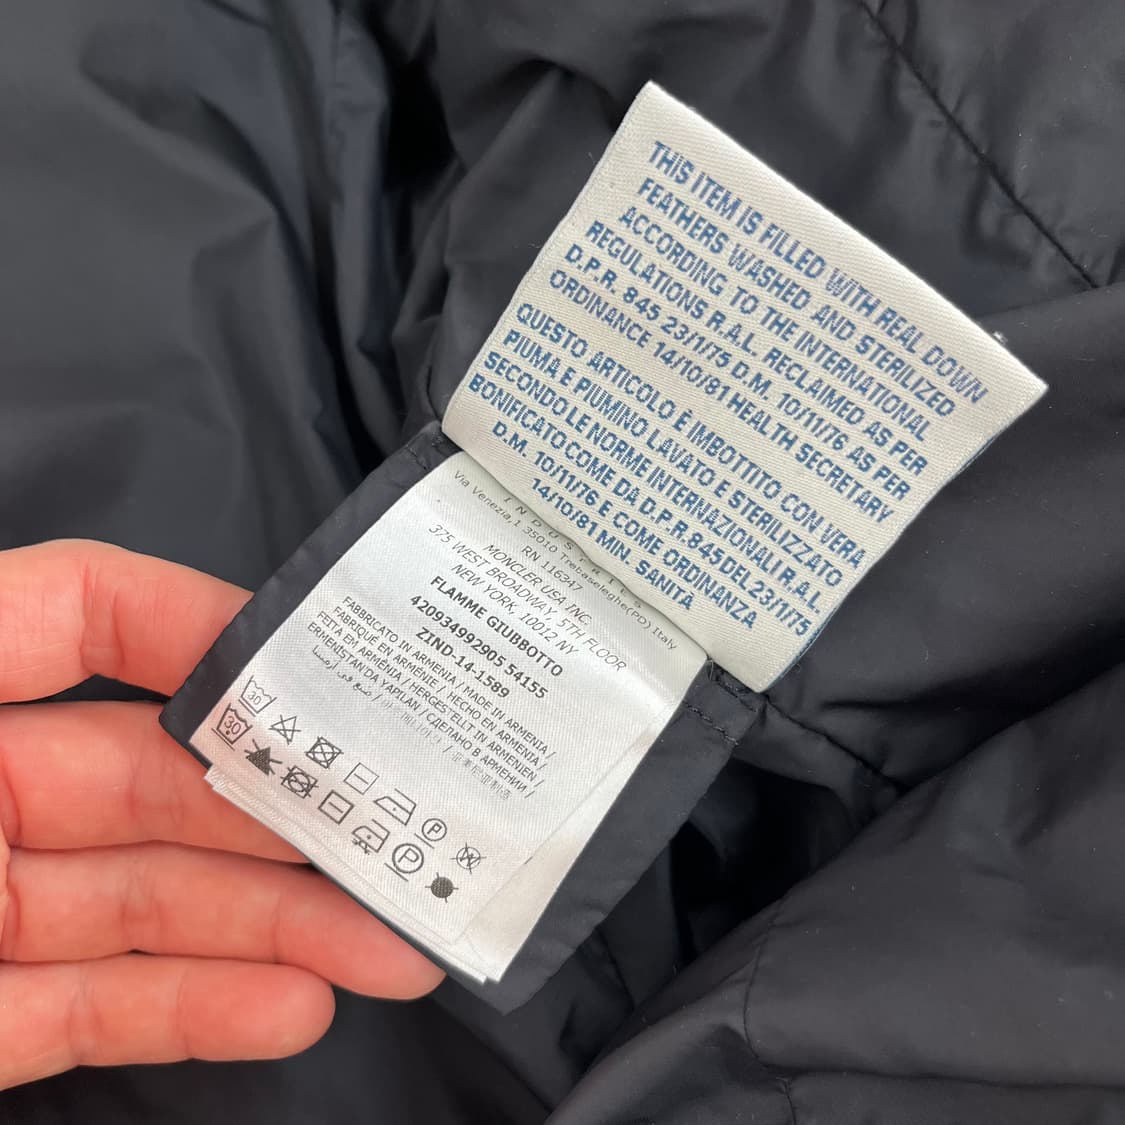 THIS ITEM IS FILLED WITH REAL DOWN
FEATHERS WASHED AND STERILIZED
ACCORDING TO THE INTERNATIONAL
REGULATIONS R.A.L. RECLAIMED AS PER
D.P.R. 845 23/1/75 D.M. 10/11/76 AS PER
ORDINANCE 14/10/81 HEALTH SECRETARY
QUESTO ARTICOLO È IMBOTTITO CON VERA
PIUMA E PIUMINO LAVATO E STERILIZZATO
SECONDO LE NORME INTERNAZIONALI R.A.L.
BONIFICATO COME DA D.P.R. 845 DEL 23/1/75
D.M. 10/11/76 E COME ORDINANZA
14/10/81 MIN. SANITA
INDUSTRIES
Via Venezia,1 35010 Trebaseleghe(PD) Italy
RN 116347
MONCLER USA INC.
375 WEST BROADWAY, 5TH FLOOR
NEW YORK, 10012 NY
FLAMME GIUBBOTTO
420934992905 54155
ZIND-14-1589
FABBRICATO IN ARMENIA / MADE IN ARMENIA /
FABRIQUÉ EN ARMÉNIE / HECHO EN ARMENIA /
FEITA EM ARMÉNIA / HERGESTELLT IN ARMENIEN /
ERMENISTAN'DA YAPILAN / СДЕЛАНО В АРМЕНИИ /
صنع في أرمينيا /
30
P
W
30
P